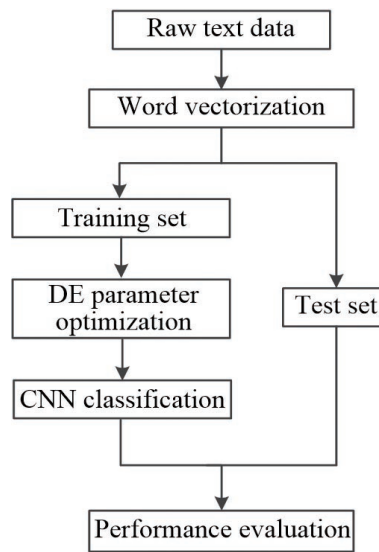 Raw text data
Word vectorization
Training set
DE parameter
optimization
Test set
CNN classification
Performance evaluation